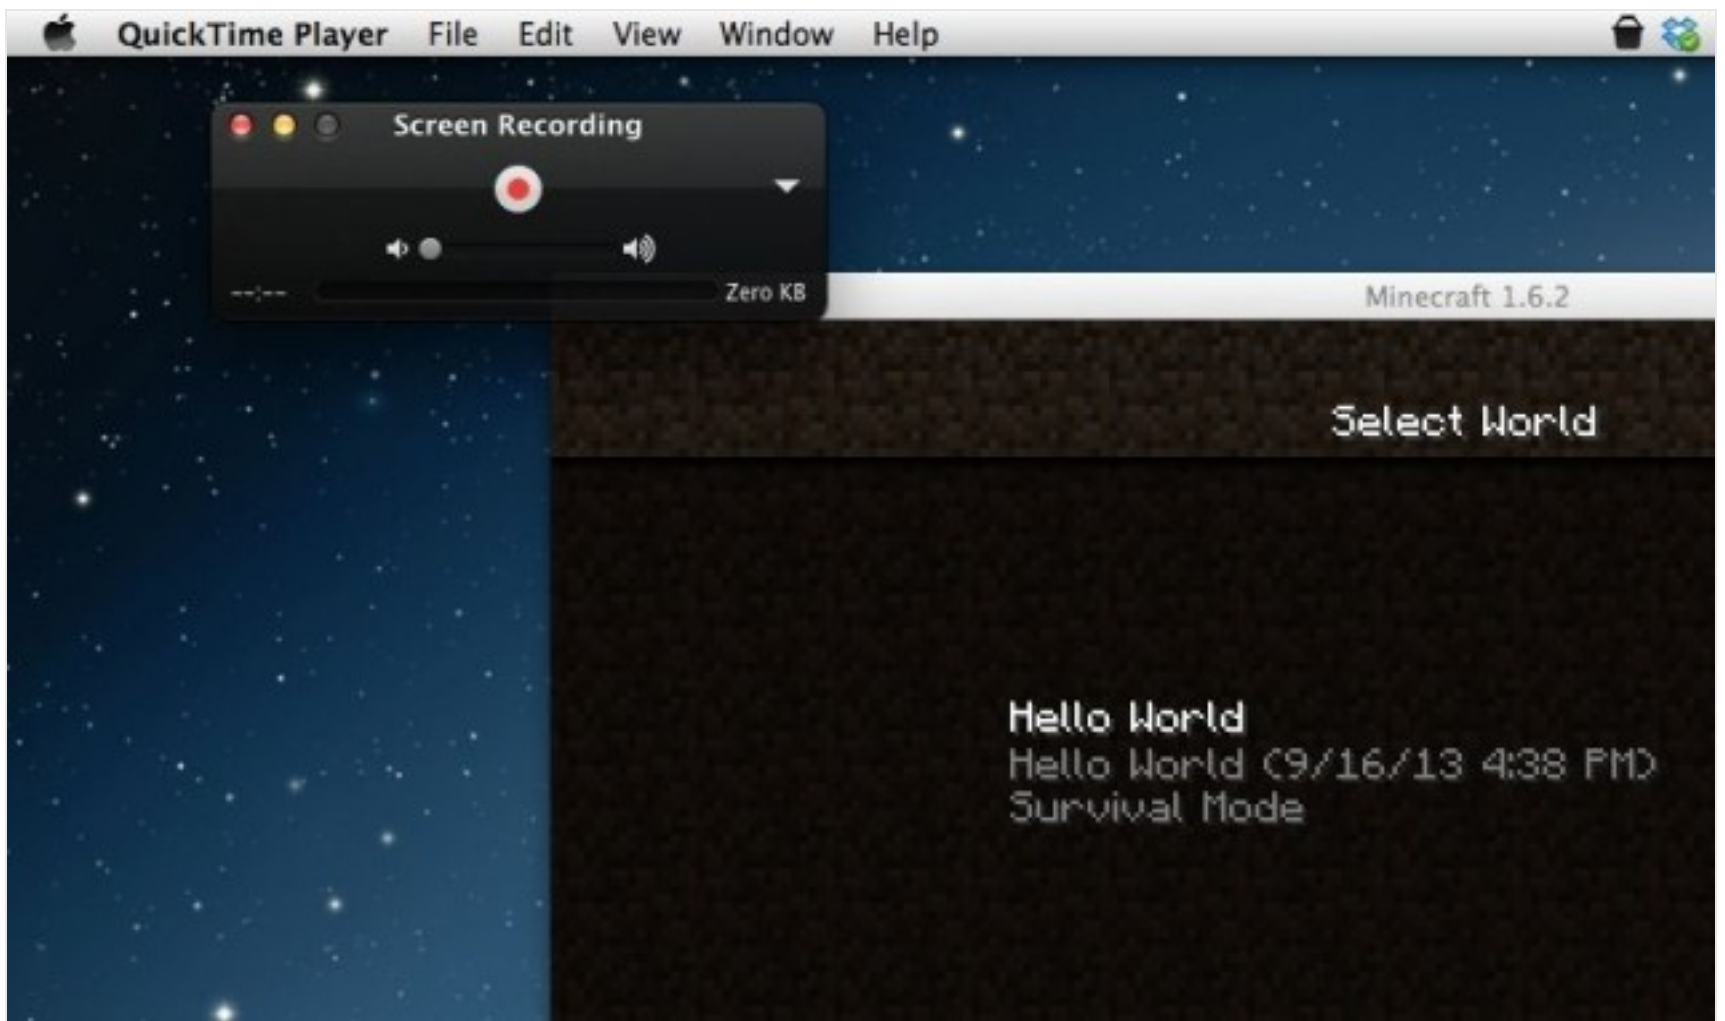 QuickTime Player File Edit View Window Help
Screen Recording
--:-- Zero KB
Minecraft 1.6.2
Select World
Hello World
Hello World (9/16/13 4:38 PM)
Survival Mode